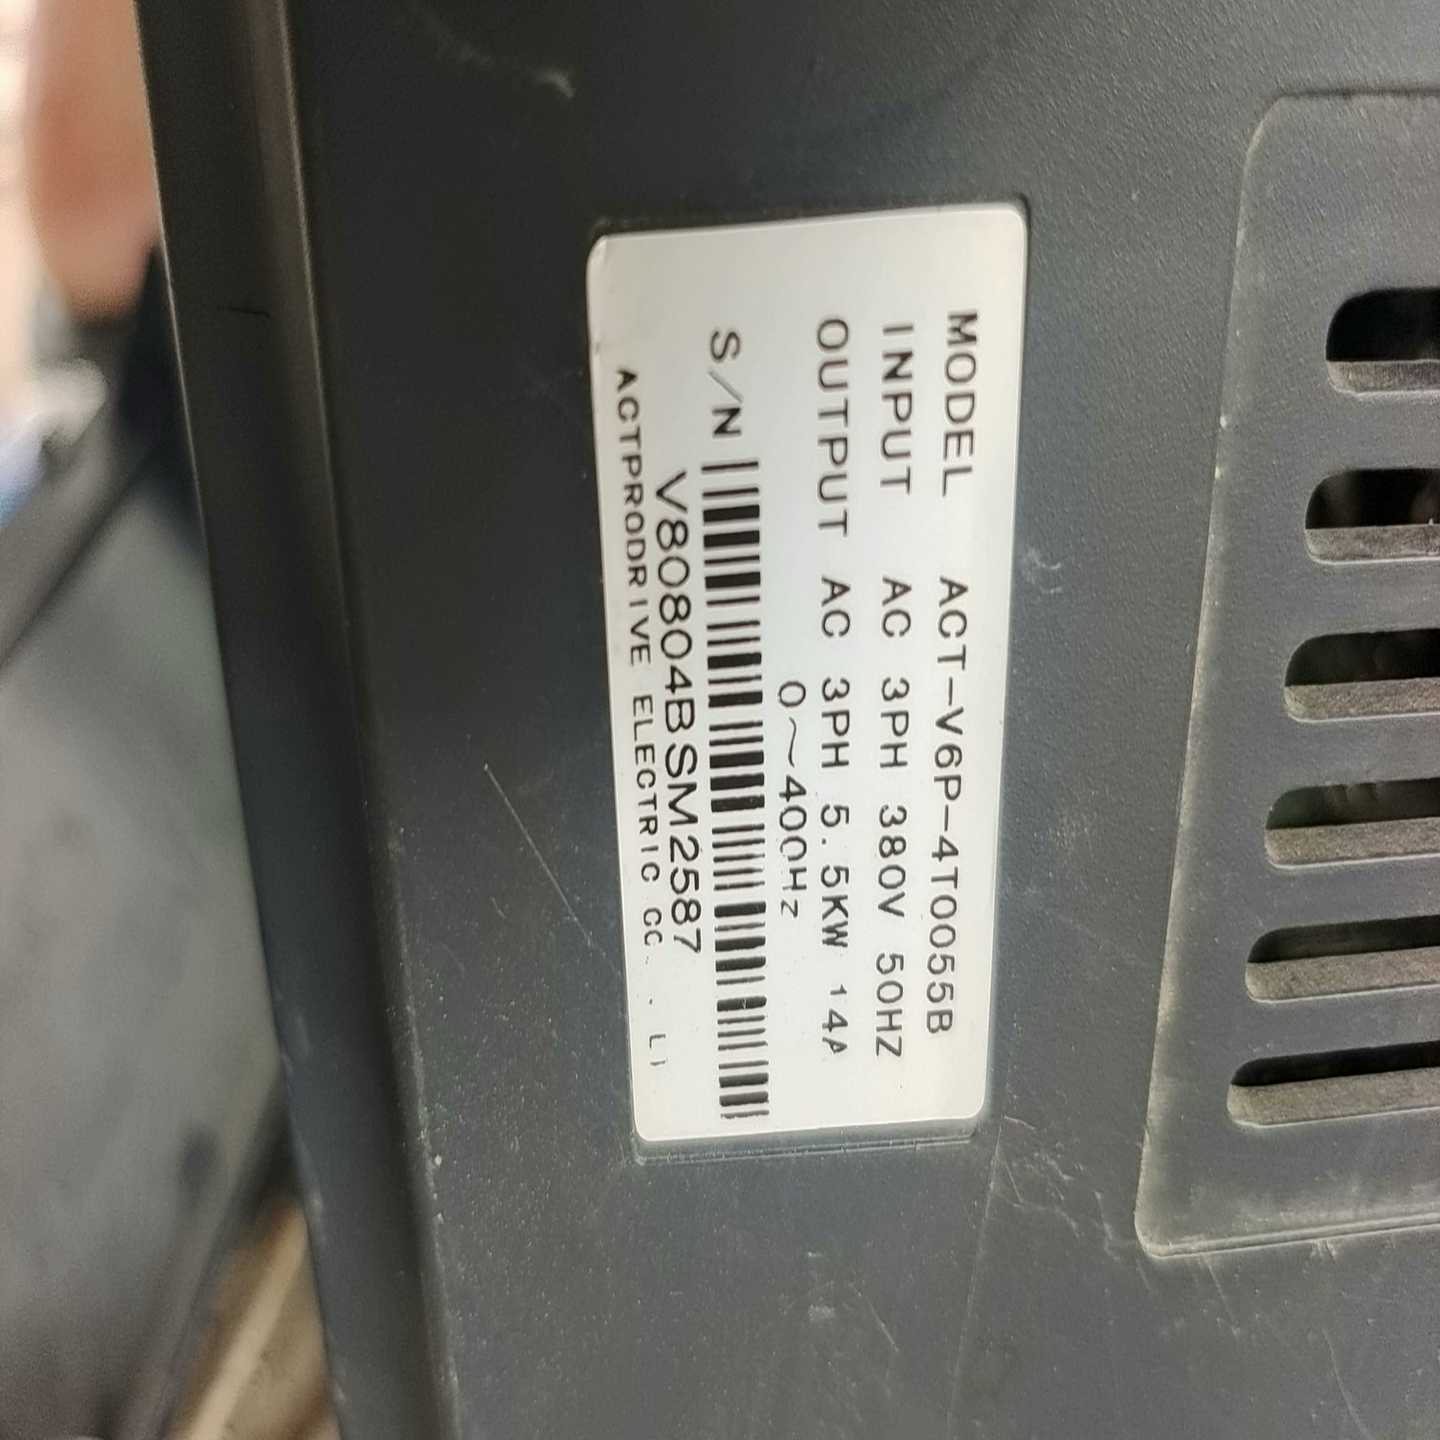 MODEL ACT-V6P-4T0055B
INPUT AC 3PH 380V 50HZ
OUTPUT AC 3PH 5.5KW 14A
0~400Hz
S/N
V80804BSM2587
ACTPRODRIVE ELECTRIC